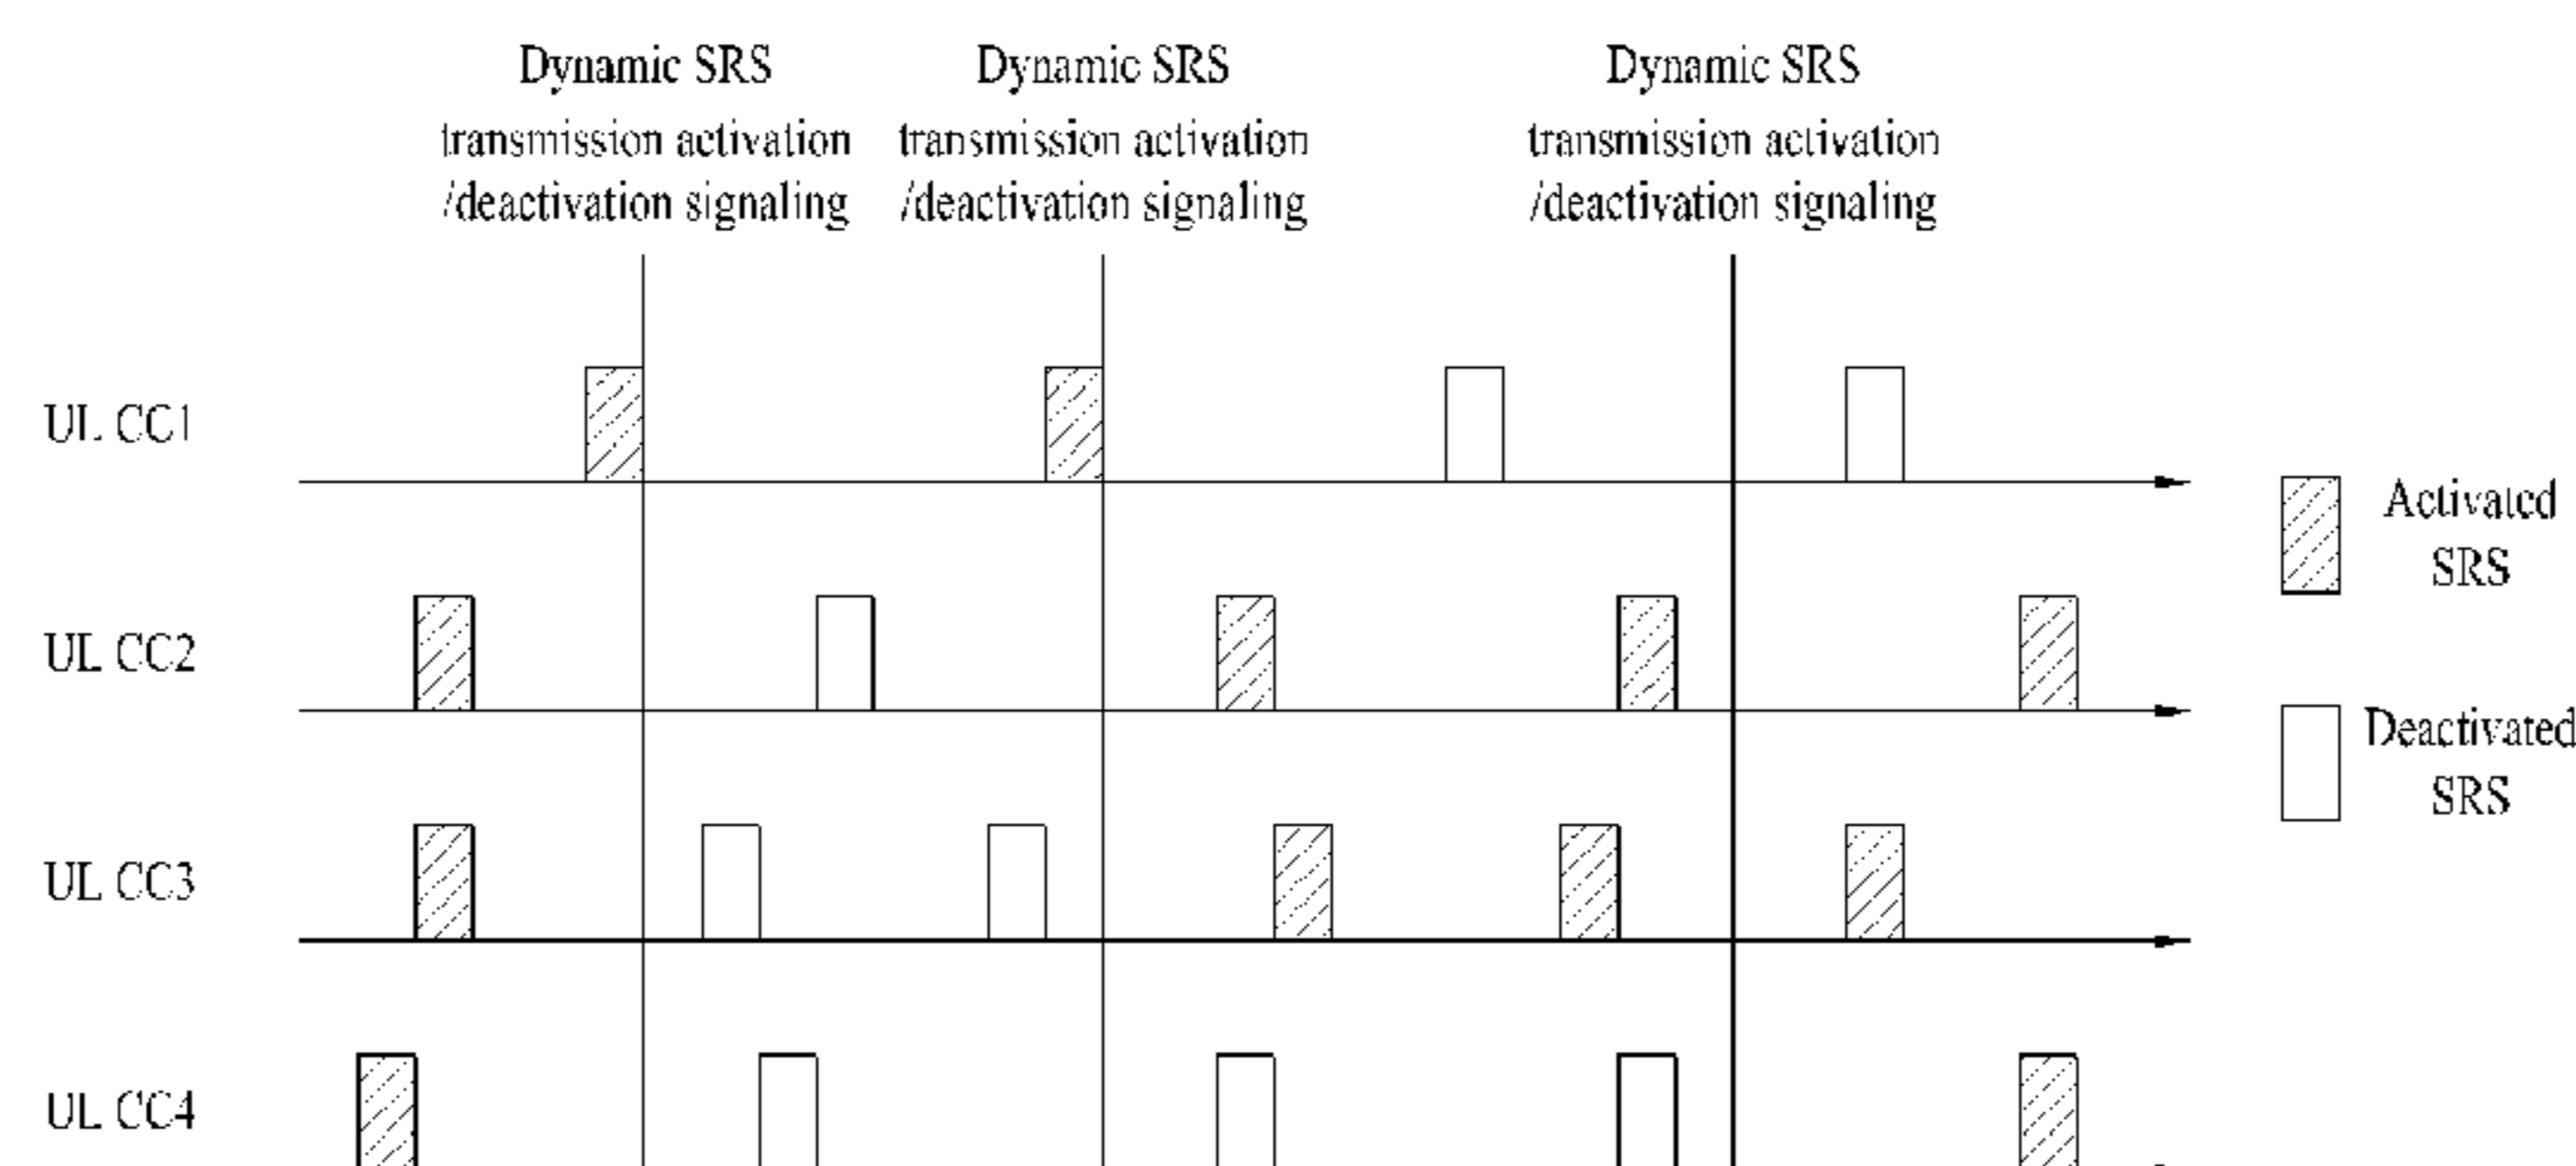 Dynamic SRS
transmission activation
/deactivation signaling
Dynamic SRS
transmission activation
/deactivation signaling
Dynamic SRS
transmission activation
/deactivation signaling
UL CC1
UL CC2
UL CC3
UL CC4
Activated
SRS
Deactivated
SRS